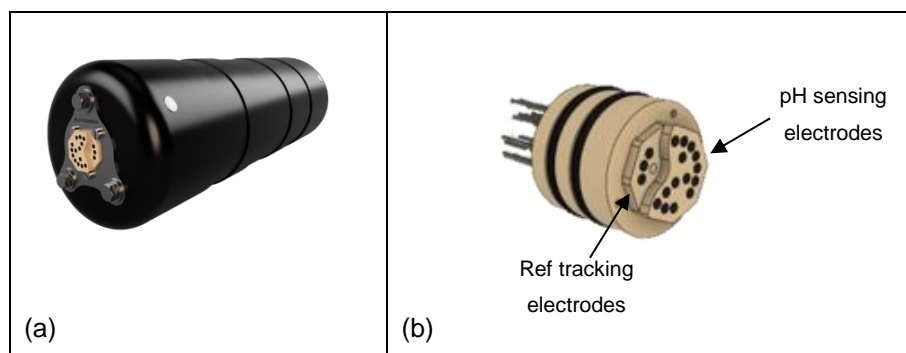 pH sensing
electrodes
Ref tracking
electrodes
(a)
(b)